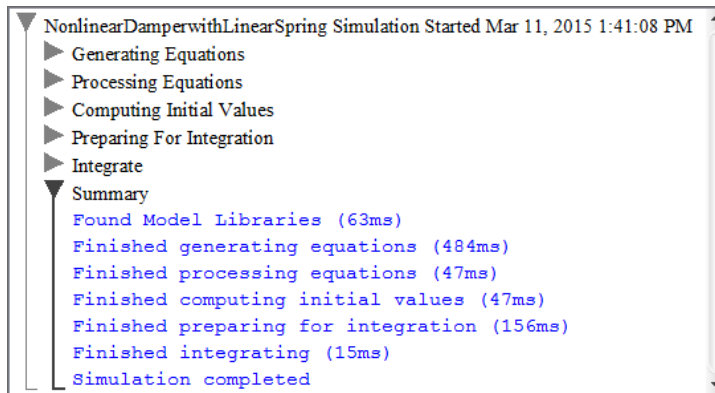 NonlinearDamperwithLinearSpring Simulation Started Mar 11, 2015 1:41:08 PM
Generating Equations
Processing Equations
Computing Initial Values
Preparing For Integration
Integrate
Summary
Found Model Libraries (63ms)
Finished generating equations (484ms)
Finished processing equations (47ms)
Finished computing initial values (47ms)
Finished preparing for integration (156ms)
Finished integrating (15ms)
Simulation completed